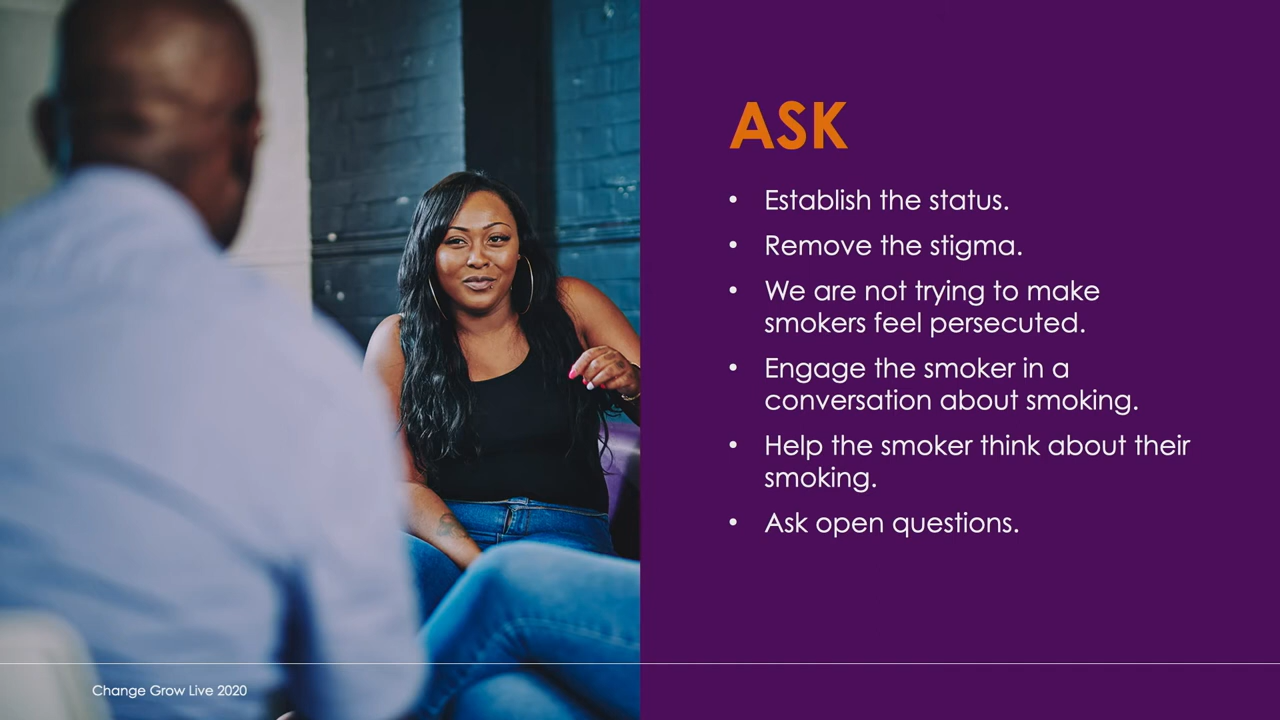 ASK
• Establish the status.
• Remove the stigma.
• We are not trying to make
smokers feel persecuted.
• Engage the smoker in a
conversation about smoking.
• Help the smoker think about their
smoking.
• Ask open questions.
Change Grow Live 2020